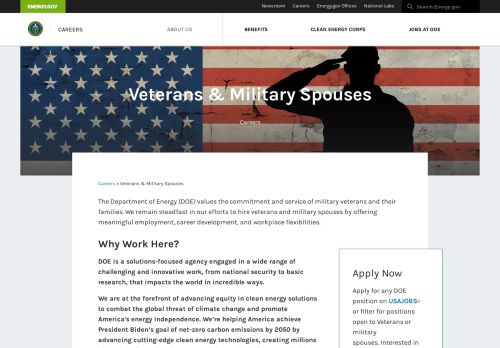 ENERGY.GOV
Newsroom Careers Energy.gov Offices National Labs Search Energy.gov
CAREERS ABOUT US BENEFITS CLEAN ENERGY CORPS JOBS AT DOE
Veterans & Military Spouses
Careers
Careers » Veterans & Military Spouses
The Department of Energy (DOE) values the commitment and service of military veterans and their
families. We remain steadfast in our efforts to hire veterans and military spouses by offering
meaningful employment, career development, and workplace flexibilities.
Why Work Here?
DOE is a solutions-focused agency engaged in a wide range of
challenging and innovative work, from national security to basic
research, that impacts the world in incredible ways.
We are at the forefront of advancing equity in clean energy solutions
to combat the global threat of climate change and promote
America's energy independence. We're helping America achieve
President Biden's goal of net-zero carbon emissions by 2050 by
advancing cutting-edge clean energy technologies, creating millions
Apply Now
Apply for any DOE
position on USAJOBS
or filter for positions
open to Veterans or
military
spouses. Interested in